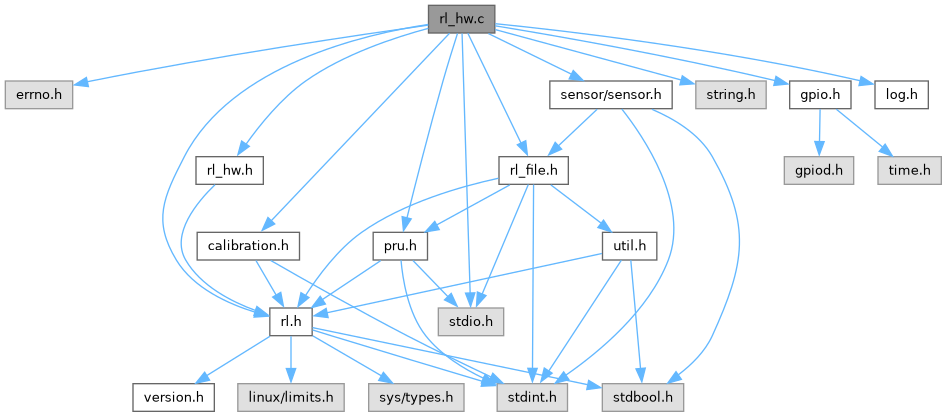 rl_hw.c
errno.h
sensor/sensor.h
string.h
gpio.h
log.h
rl_hw.h
rl_file.h
gpiod.h
time.h
calibration.h
pru.h
util.h
rl.h
stdio.h
version.h
linux/limits.h
sys/types.h
stdint.h
stdbool.h